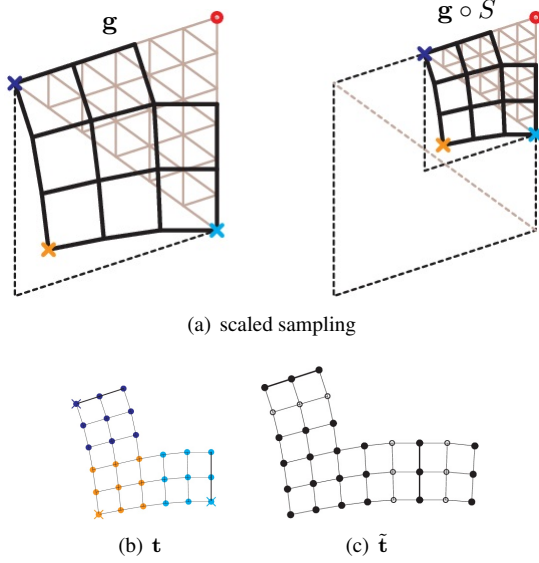 g
g ∘ S
(a) scaled sampling
(b) t
(c) t̃